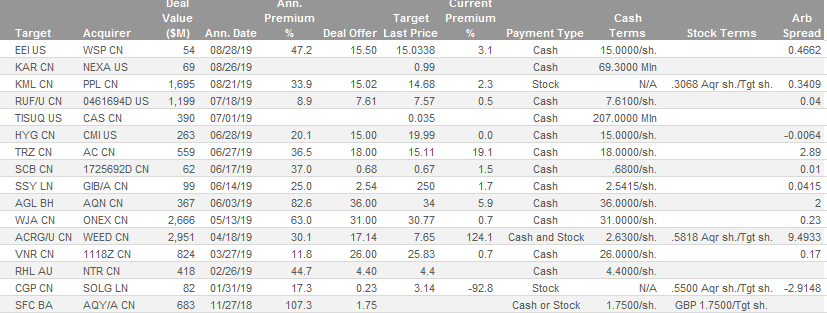 Deal Ann. Target Current
Value Premium Last Premium Cash Arb
Target Acquirer ($M) Ann. Date % Deal Offer Last Price % Payment Type Terms Stock Terms Spread
EEI US WSP CN 54 08/28/19 47.2 15.50 15.0338 3.1 Cash 15.0000/sh. 0.4662
KAR CN NEXA US 69 08/26/19 0.99 Cash 69.3000 Mln
KML CN PPL CN 1,695 08/21/19 33.9 15.02 14.68 2.3 Stock N/A .3068 Aqr sh./Tgt sh. 0.3409
RUF/U CN 0461694D US 1,199 07/18/19 8.9 7.61 7.57 0.5 Cash 7.6100/sh. 0.04
TISUQ US CAS CN 390 07/01/19 0.035 Cash 207.0000 Mln
HYG CN CMI US 263 06/28/19 20.1 15.00 19.99 0.0 Cash 15.0000/sh. -0.0064
TRZ CN AC CN 559 06/27/19 36.5 18.00 15.11 19.1 Cash 18.0000/sh. 2.89
SCB CN 1725692D CN 62 06/17/19 37.0 0.68 0.67 1.5 Cash .6800/sh. 0.01
SSY LN GIB/A CN 99 06/14/19 25.0 2.54 250 1.7 Cash 2.5415/sh. 0.0415
AGL BH AQN CN 367 06/03/19 82.6 36.00 34 5.9 Cash 36.0000/sh. 2
WJA CN ONEX CN 2,666 05/13/19 63.0 31.00 30.77 0.7 Cash 31.0000/sh. 0.23
ACRG/U CN WEED CN 2,951 04/18/19 30.1 17.14 7.65 124.1 Cash and Stock 2.6300/sh. .5818 Aqr sh./Tgt sh. 9.4933
VNR CN 1118Z CN 824 03/27/19 11.8 26.00 25.83 0.7 Cash 26.0000/sh. 0.17
RHL AU NTR CN 418 02/26/19 44.7 4.40 4.4 Cash 4.4000/sh.
CGP CN SOLG LN 82 01/31/19 17.3 0.23 3.14 -92.8 Stock N/A .5500 Aqr sh./Tgt sh. -2.9148
SFC BA AQY/A CN 683 11/27/18 107.3 1.75 Cash or Stock 1.7500/sh. GBP 1.7500/Tgt sh.